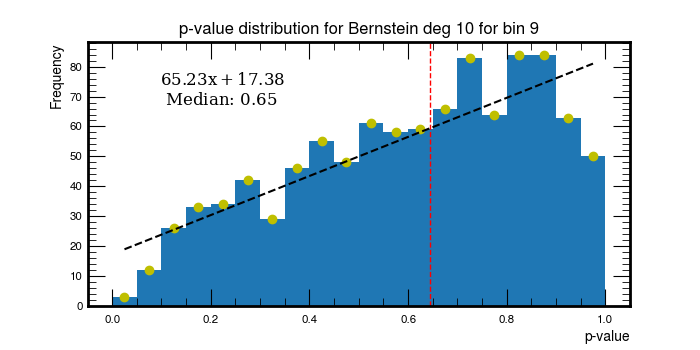 p-value distribution for Bernstein deg 10 for bin 9
Frequency
65.23x + 17.38
Median: 0.65
80
70
60
50
40
30
20
10
0
0.0 0.2 0.4 0.6 0.8 1.0
p-value